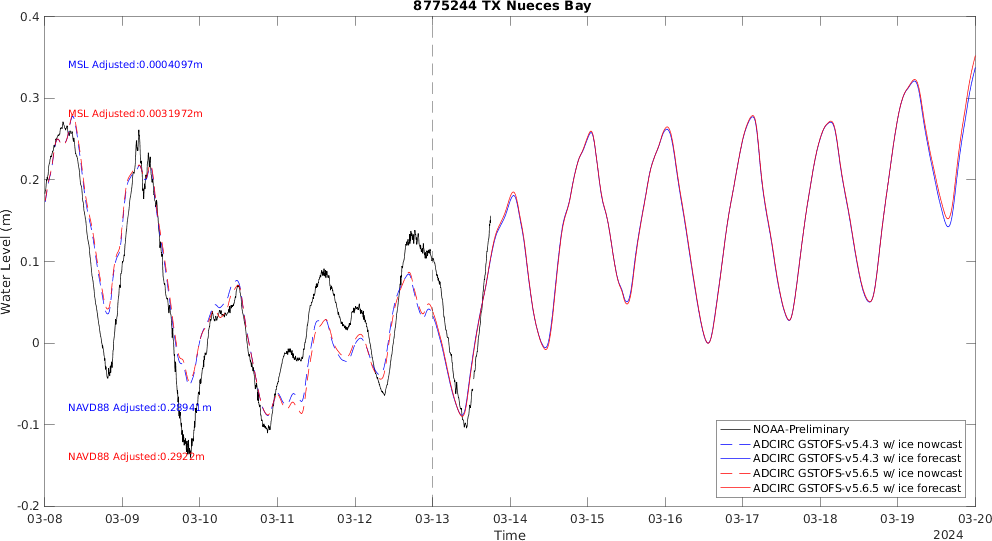 8775244 TX Nueces Bay
0.4
0.3
0.2
0.1
0
-0.1
-0.2
Water Level (m)
MSL Adjusted:0.0004097m
MSL Adjusted:0.0031972m
NAVD88 Adjusted:0.28941m
NAVD88 Adjusted:0.2922m
NOAA-Preliminary
ADCIRC GSTOFS-v5.4.3 w/ ice nowcast
ADCIRC GSTOFS-v5.4.3 w/ ice forecast
ADCIRC GSTOFS-v5.6.5 w/ ice nowcast
ADCIRC GSTOFS-v5.6.5 w/ ice forecast
03-08 03-09 03-10 03-11 03-12 03-13 03-14 03-15 03-16 03-17 03-18 03-19 03-20
Time
2024